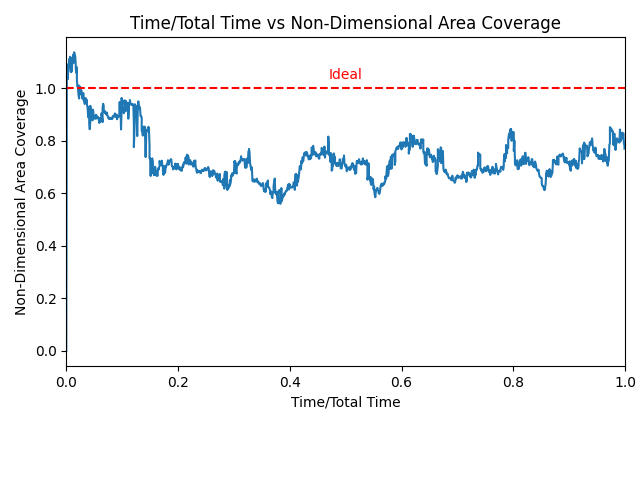 Time/Total Time vs Non-Dimensional Area Coverage
Ideal
Non-Dimensional Area Coverage
1.0
0.8
0.6
0.4
0.2
0.0
0.0 0.2 0.4 0.6 0.8 1.0
Time/Total Time